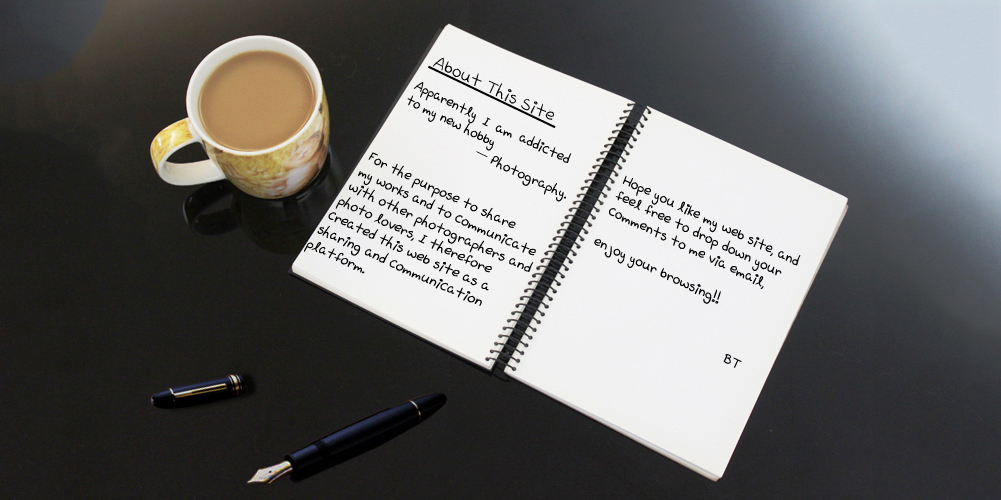 About This Site
Apparently I am addicted
to my new hobby
— Photography.
For the purpose to share
my works and to communicate
with other photographers and
photo lovers, I therefore
created this web site as a
sharing and communication
platform.
Hope you like my web site, and
feel free to drop down your
comments to me via email,
enjoy your browsing!!
BT